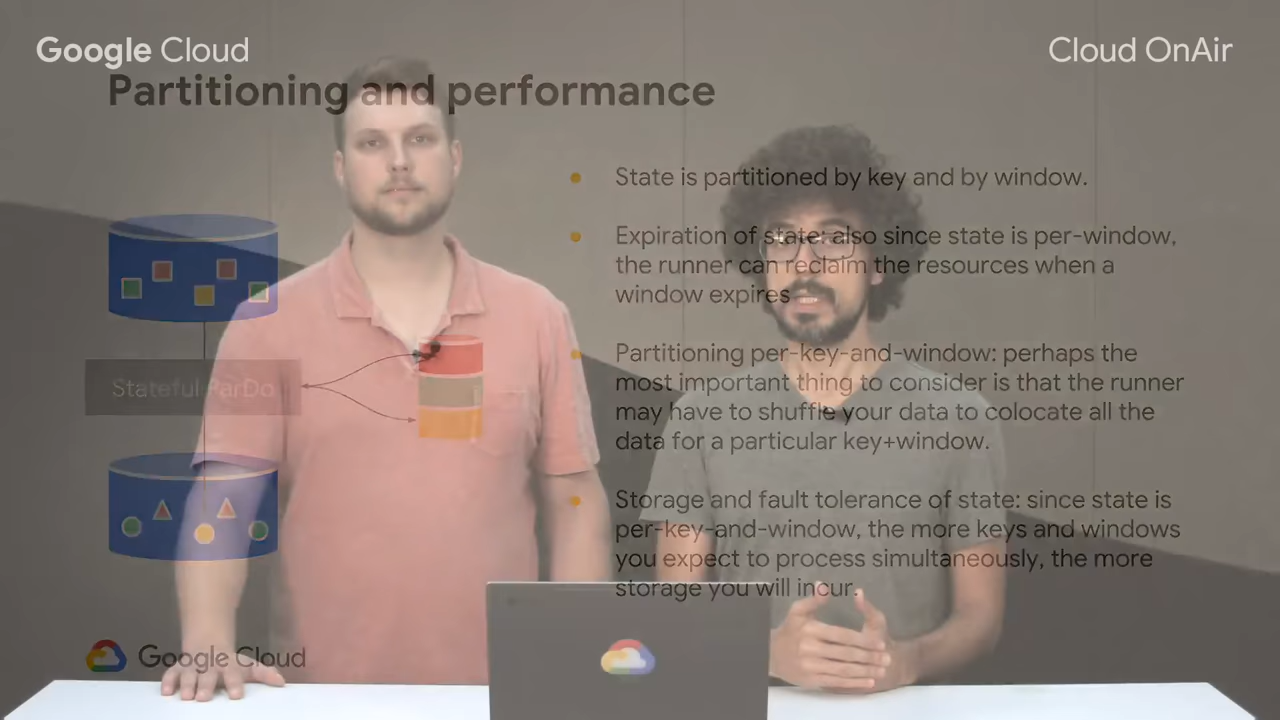 Google Cloud
Cloud OnAir
Partitioning and performance
State is partitioned by key and by window.
Expiration of state: also since state is per-window,
the runner can reclaim the resources when a
window expires
Partitioning per-key-and-window: perhaps the
most important thing to consider is that the runner
may have to shuffle your data to colocate all the
data for a particular key+window.
Storage and fault tolerance of state: since state is
per-key-and-window, the more keys and windows
you expect to process simultaneously, the more
storage you will incur.
Stateful ParDo
Google Cloud